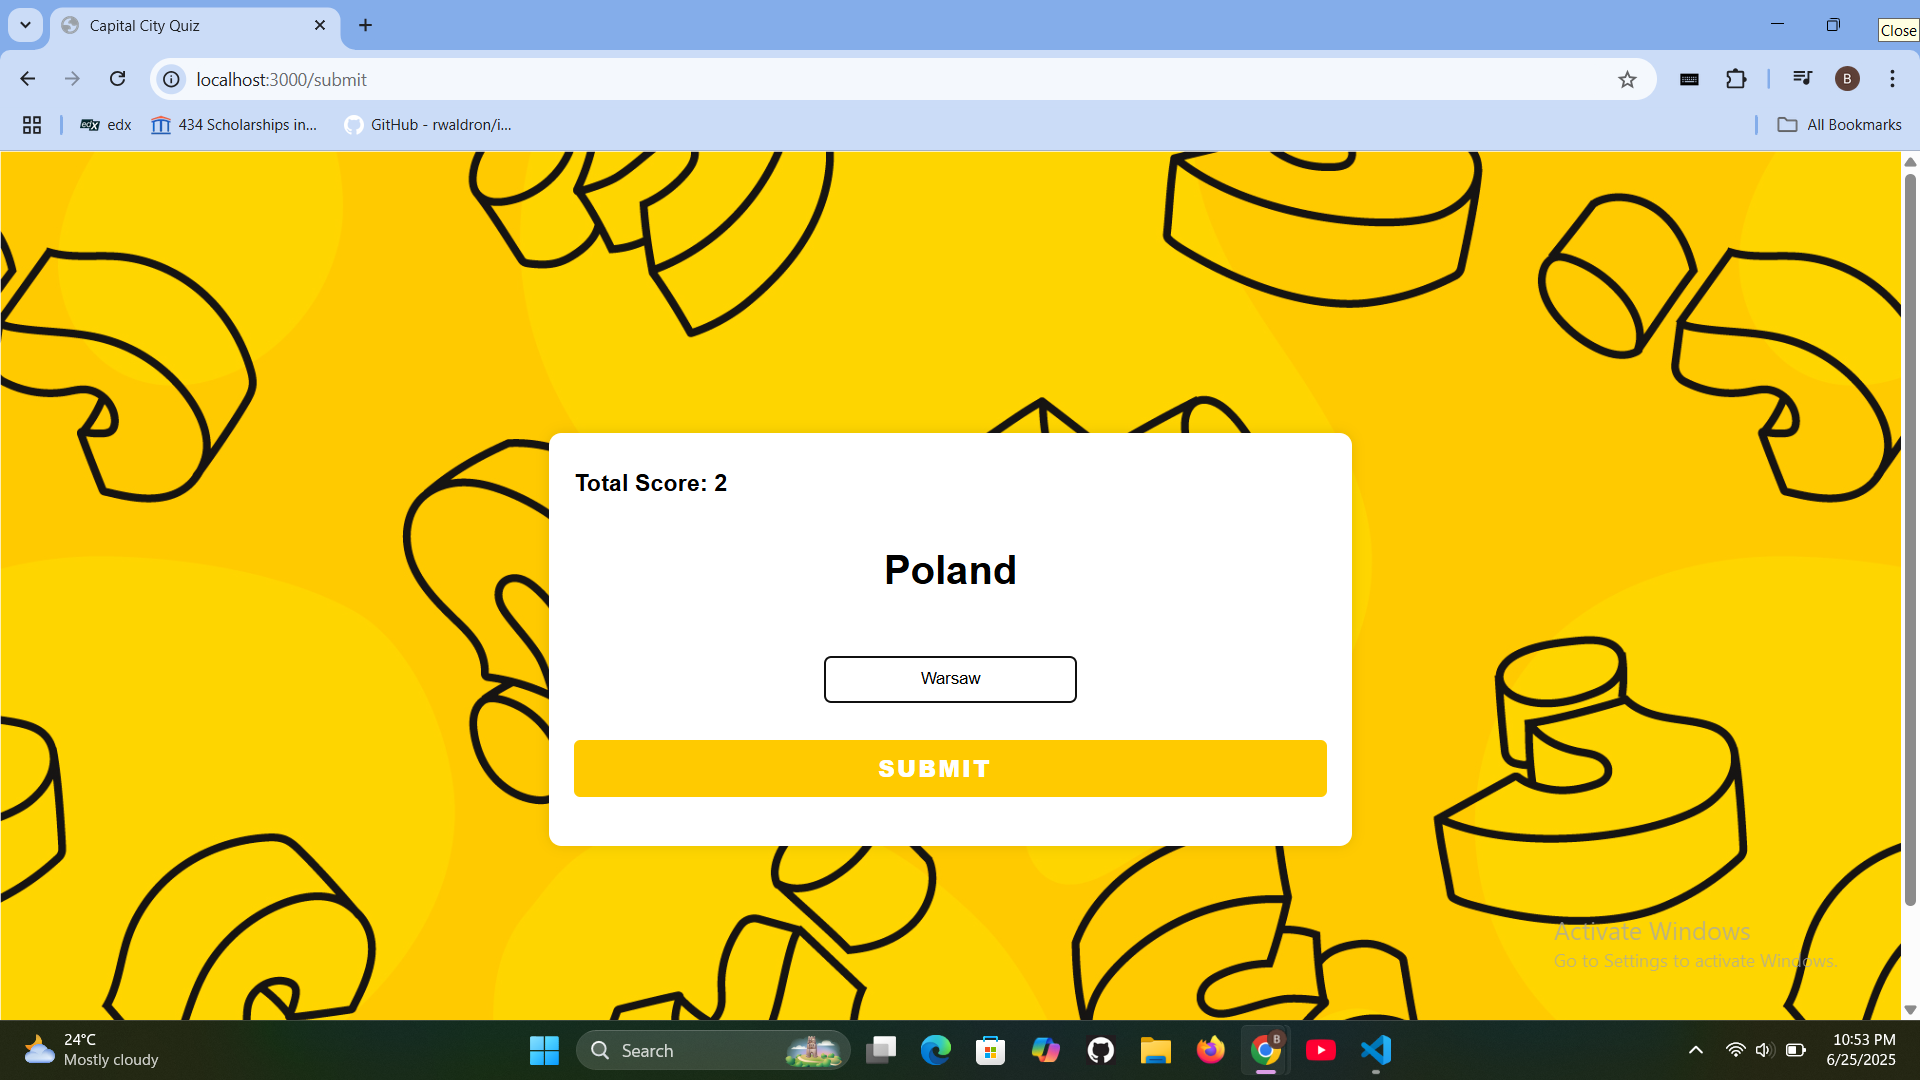 Capital City Quiz
Close
localhost:3000/submit
B
edx
434 Scholarships in...
GitHub - rwaldron/i...
All Bookmarks
Total Score: 2
Poland
Warsaw
SUBMIT
Activate Windows
Go to Settings to activate Windows.
24°C
Mostly cloudy
Search
B
10:53 PM
6/25/2025